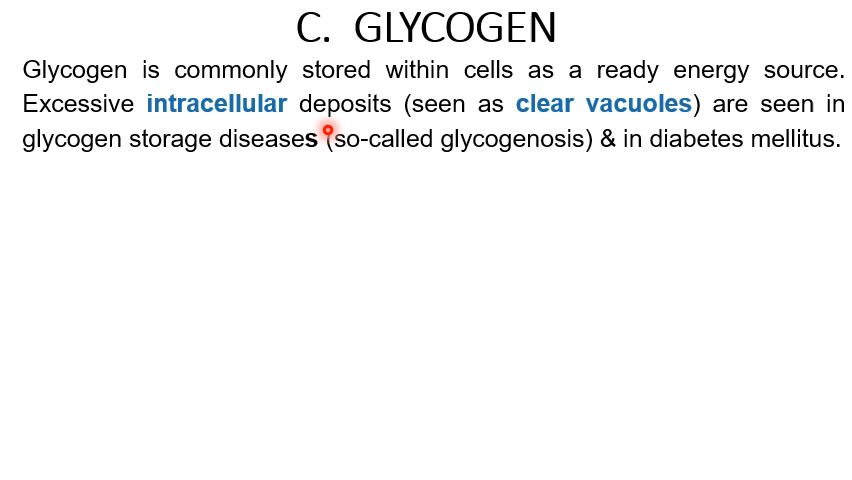 C. GLYCOGEN
Glycogen is commonly stored within cells as a ready energy source.
Excessive intracellular deposits (seen as clear vacuoles) are seen in
glycogen storage diseases (so-called glycogenosis) & in diabetes mellitus.